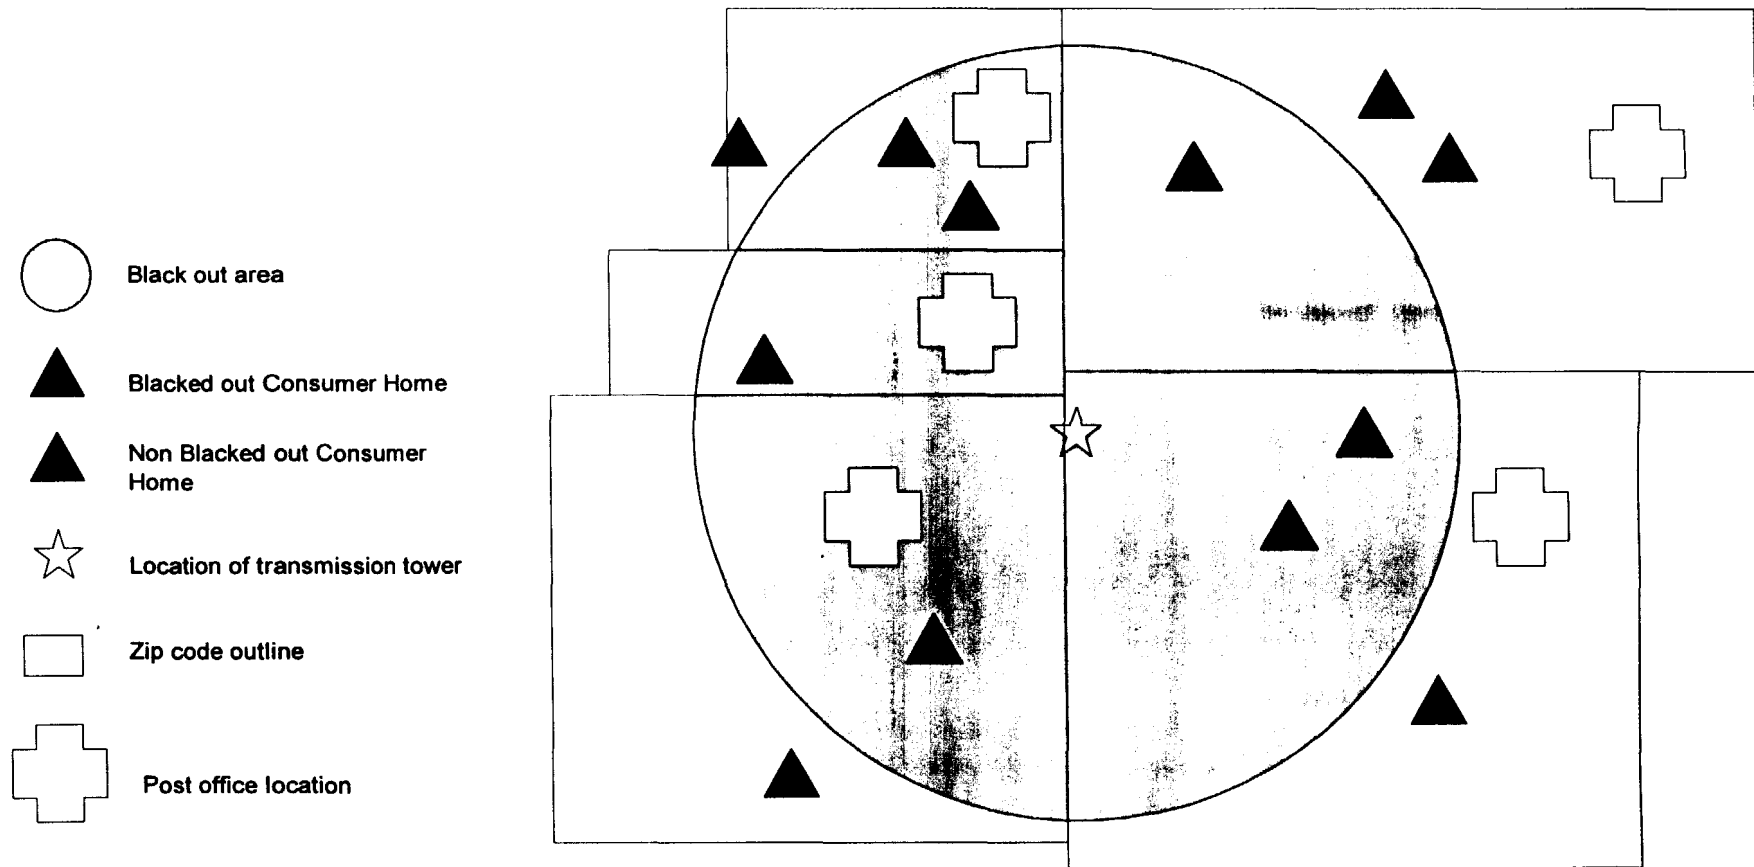 Black out area
Blacked out Consumer Home
Non Blacked out Consumer
Home
Location of transmission tower
Zip code outline
Post office location